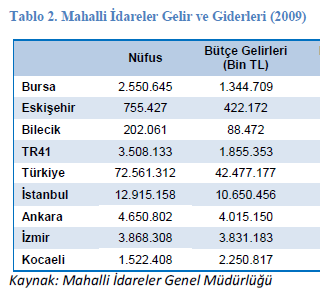 Tablo 2. Mahalli İdareler Gelir ve Giderleri (2009)
Nüfus Bütçe Gelirleri
(Bin TL)
Bursa 2.550.645 1.344.709
Eskişehir 755.427 422.172
Bilecik 202.061 88.472
TR41 3.508.133 1.855.353
Türkiye 72.561.312 42.477.177
İstanbul 12.915.158 10.650.456
Ankara 4.650.802 4.015.150
İzmir 3.868.308 3.831.183
Kocaeli 1.522.408 2.250.817
Kaynak: Mahalli İdareler Genel Müdürlüğü